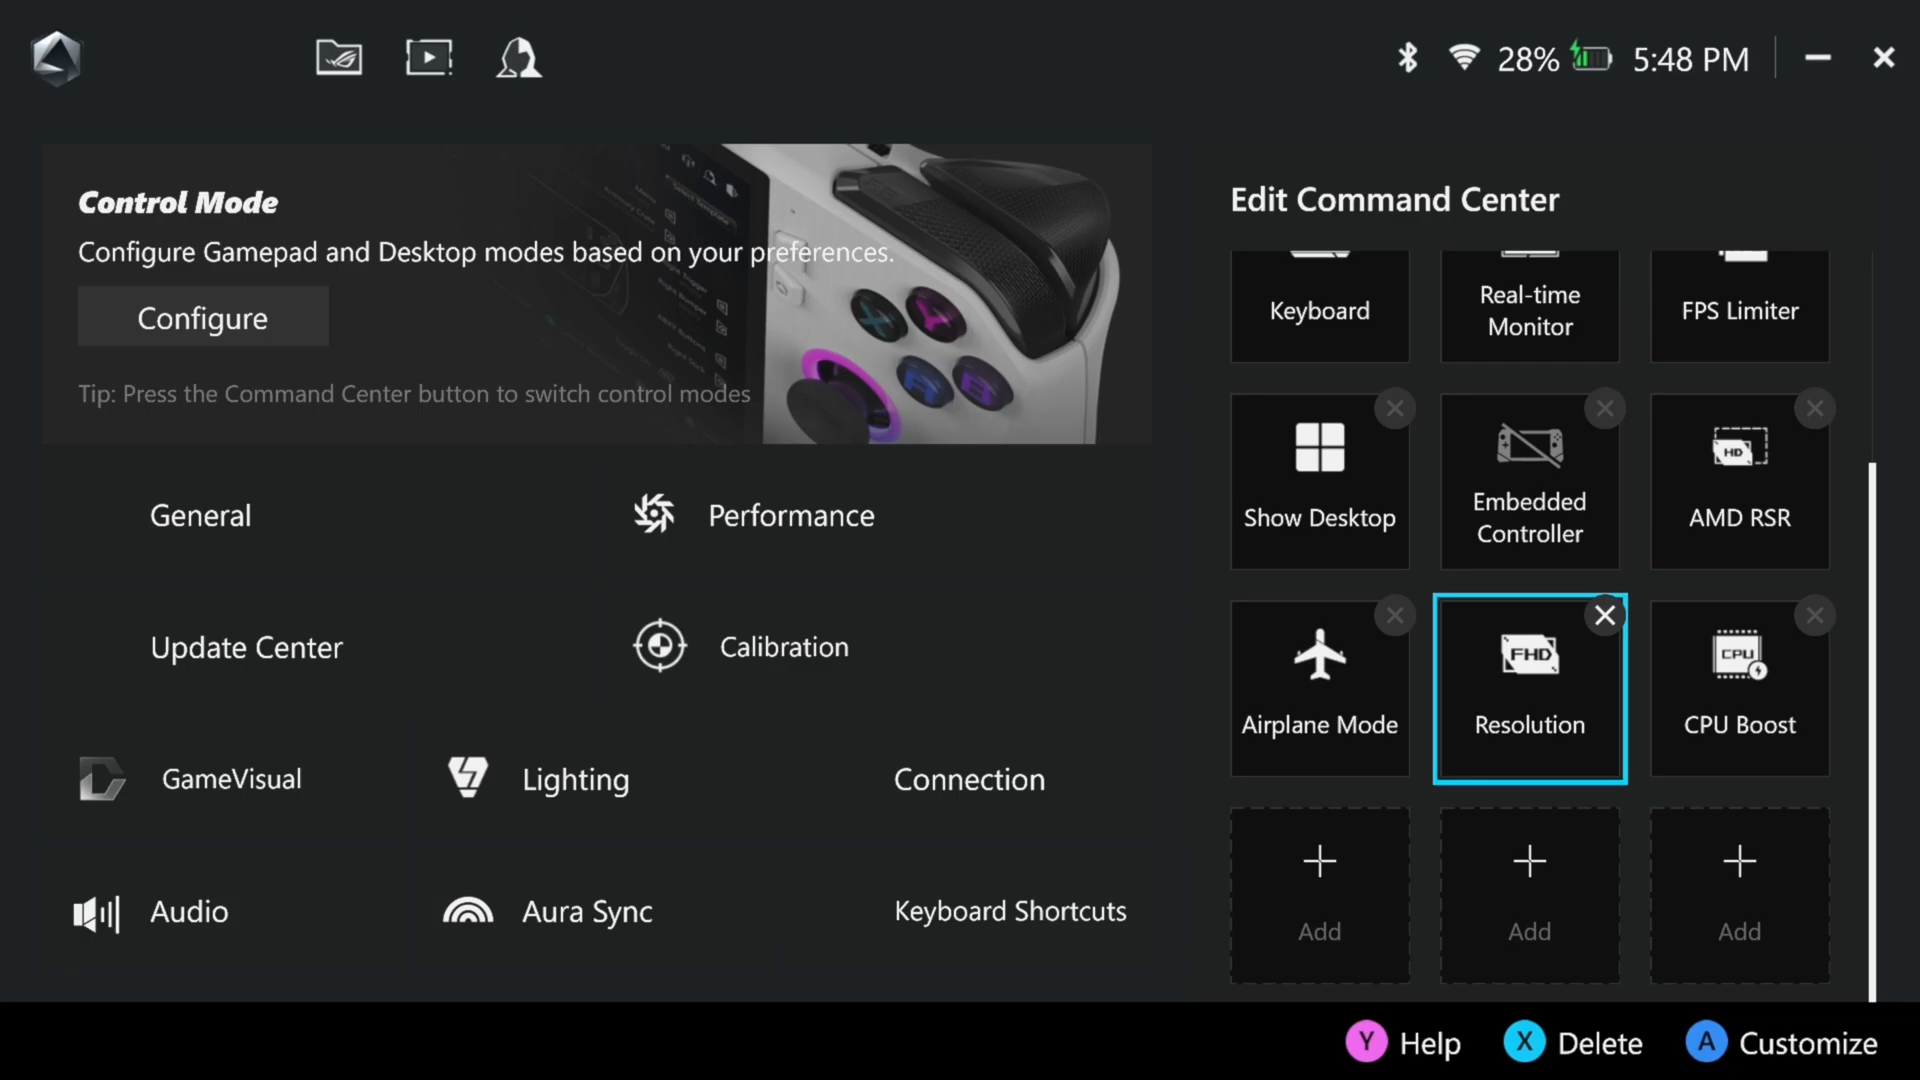 28%
5:48 PM
Control Mode
Configure Gamepad and Desktop modes based on your preferences.
Configure
Tip: Press the Command Center button to switch control modes
General
Performance
Update Center
Calibration
GameVisual
Lighting
Connection
Audio
Aura Sync
Keyboard Shortcuts
Edit Command Center
Keyboard
Real-time
Monitor
FPS Limiter
Show Desktop
Embedded
Controller
HD
AMD RSR
Airplane Mode
FHD
Resolution
CPU
CPU Boost
Add
Add
Add
Y Help
X Delete
A Customize